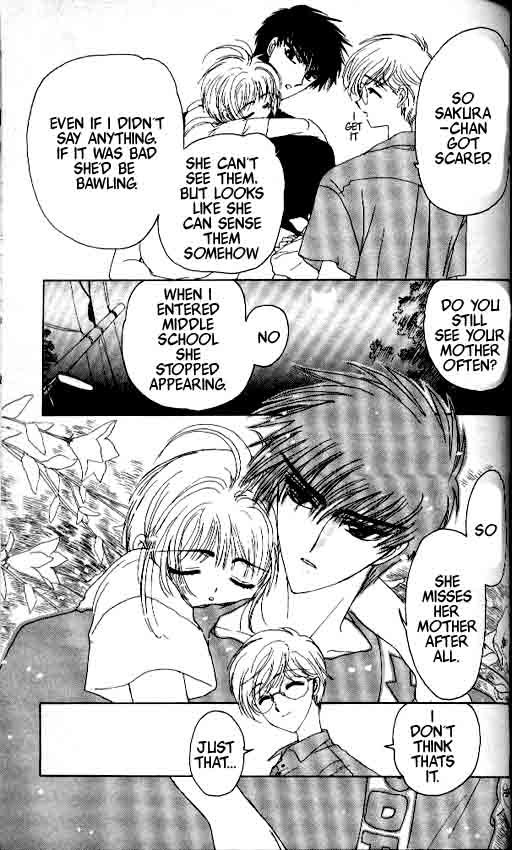 SO
SAKURA
-CHAN
GOT
SCARED.
I
GET
IT
SHE CAN'T
SEE THEM.
BUT LOOKS
LIKE SHE
CAN SENSE
THEM
SOMEHOW
EVEN IF I DIDN'T
SAY ANYTHING.
IF IT WAS BAD
SHE'D BE
BAWLING.
DO YOU
STILL
SEE YOUR
MOTHER
OFTEN?
NO
WHEN I
ENTERED
MIDDLE
SCHOOL
SHE
STOPPED
APPEARING.
SO
SHE
MISSES
HER
MOTHER
AFTER
ALL.
I
DON'T
THINK
THATS
IT.
JUST
THAT...